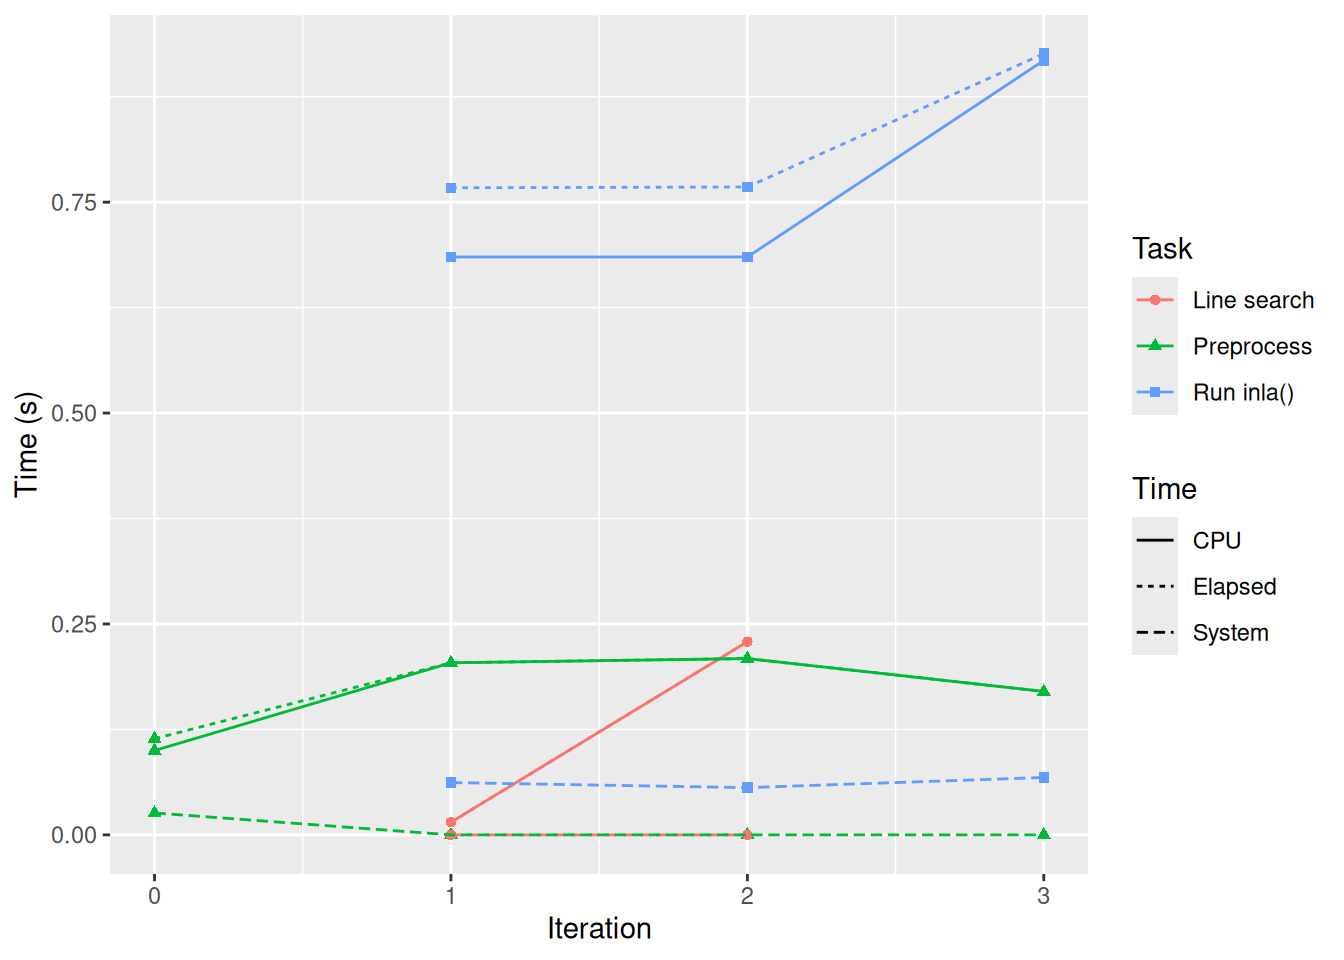 0.75
0.50
0.25
0.00
Time (s)
0 1 2 3
Iteration
Task
Line search
Preprocess
Run inla()
Time
CPU
Elapsed
System